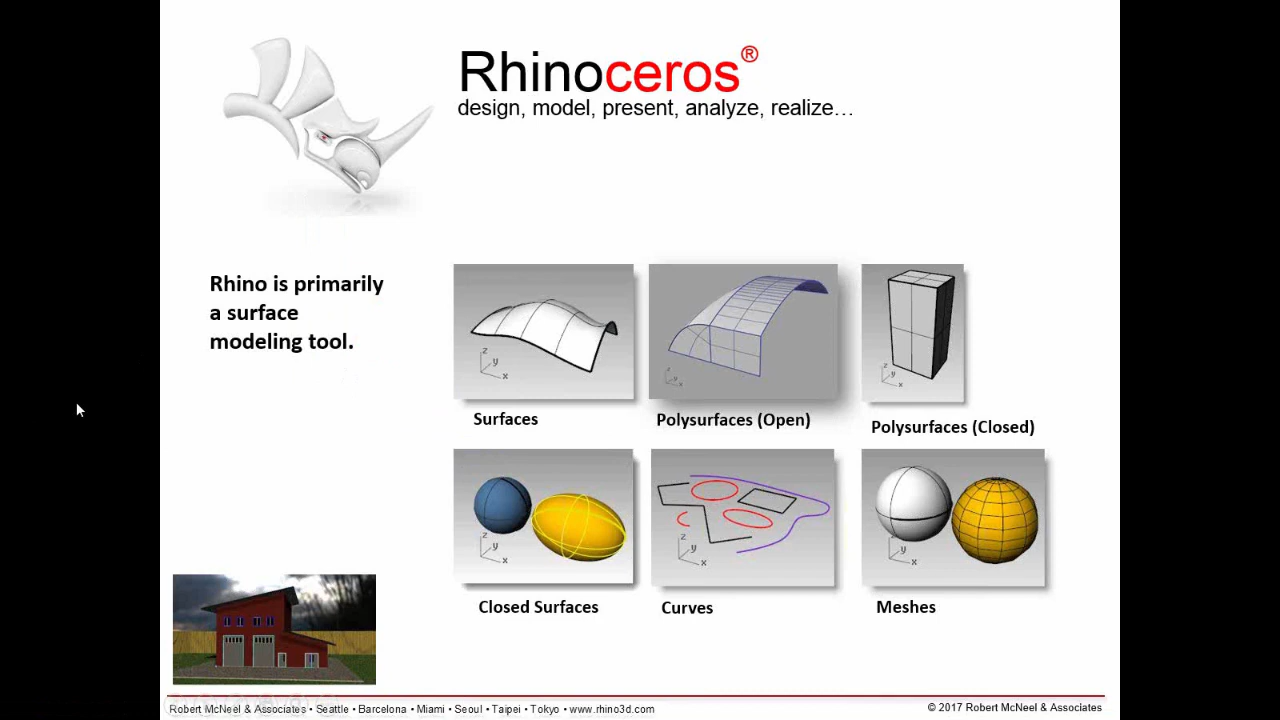 Rhinoceros®
design, model, present, analyze, realize…
Rhino is primarily
a surface
modeling tool.
z
y
x
z
y
x
z
y
x
Surfaces
Polysurfaces (Open)
Polysurfaces (Closed)
z
y
x
z
y
x
z
y
x
Closed Surfaces
Curves
Meshes
Robert McNeel & Associates • Seattle • Barcelona • Miami • Seoul • Taipei • Tokyo • www.rhino3d.com
© 2017 Robert McNeel & Associates